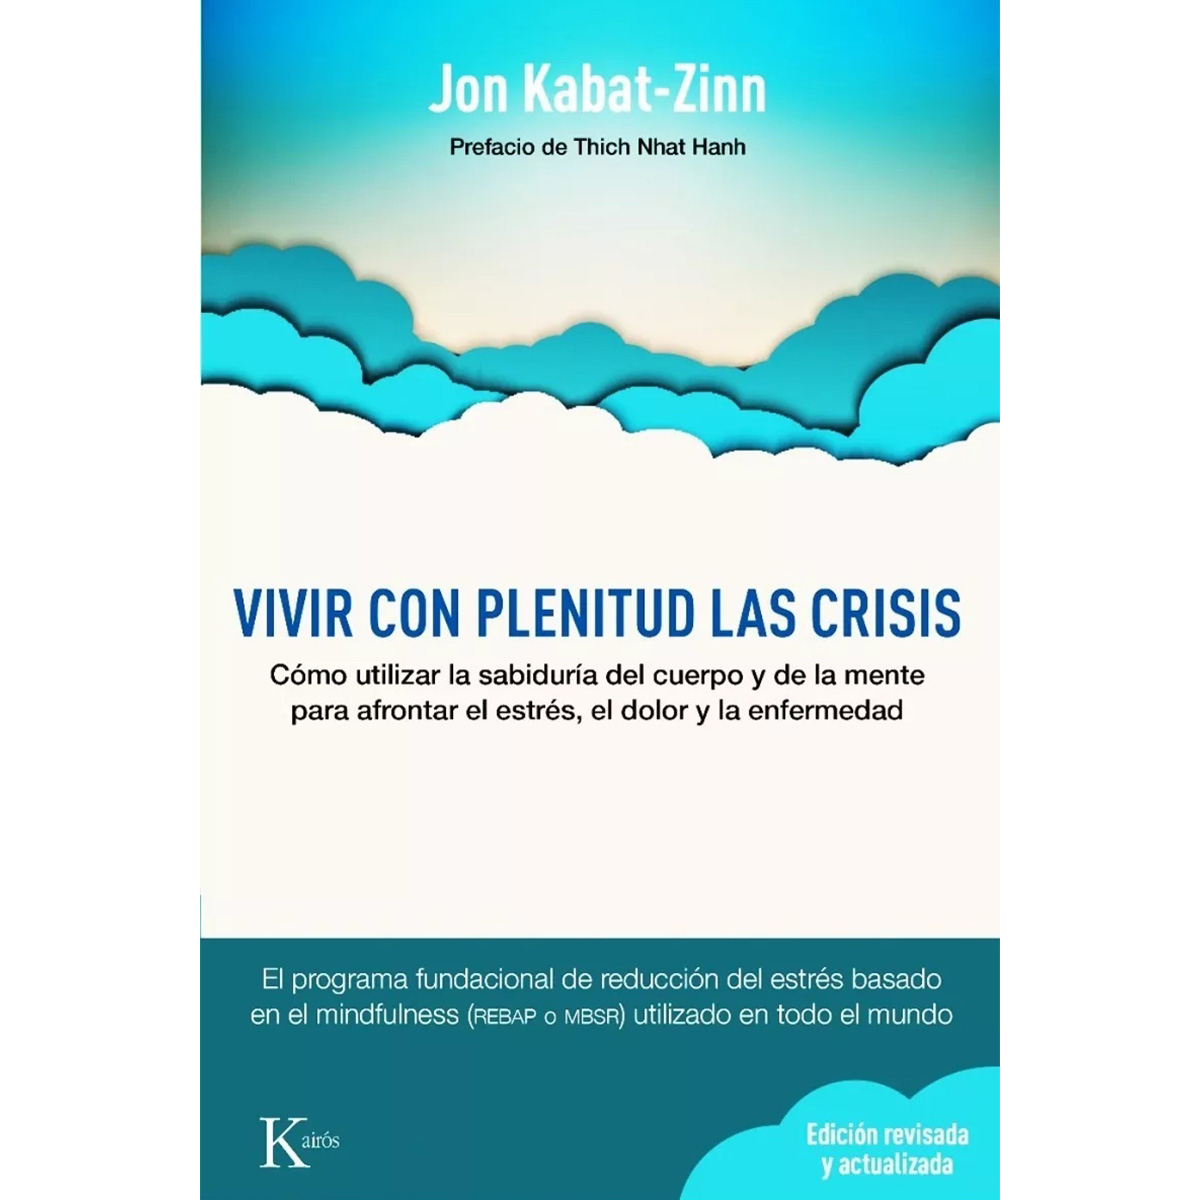 Jon Kabat-Zinn
Prefacio de Thich Nhat Hanh
VIVIR CON PLENITUD LAS CRISIS
Cómo utilizar la sabiduría del cuerpo y de la mente
para afrontar el estrés, el dolor y la enfermedad
El programa fundacional de reducción del estrés basado
en el mindfulness (REBAP o MBSR) utilizado en todo el mundo
Kairós
Edición revisada
y actualizada